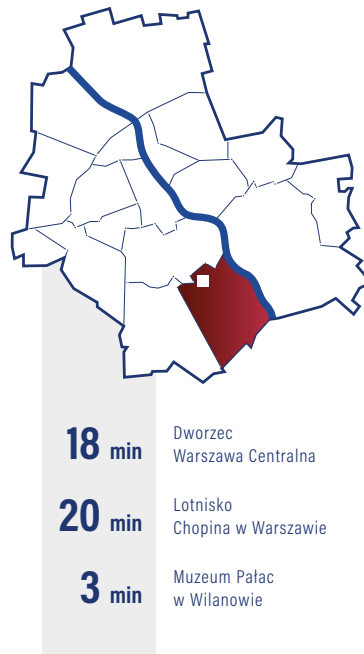 18 min
Dworzec
Warszawa Centralna
20 min
Lotnisko
Chopina w Warszawie
3 min
Muzeum Pałac
w Wilanowie